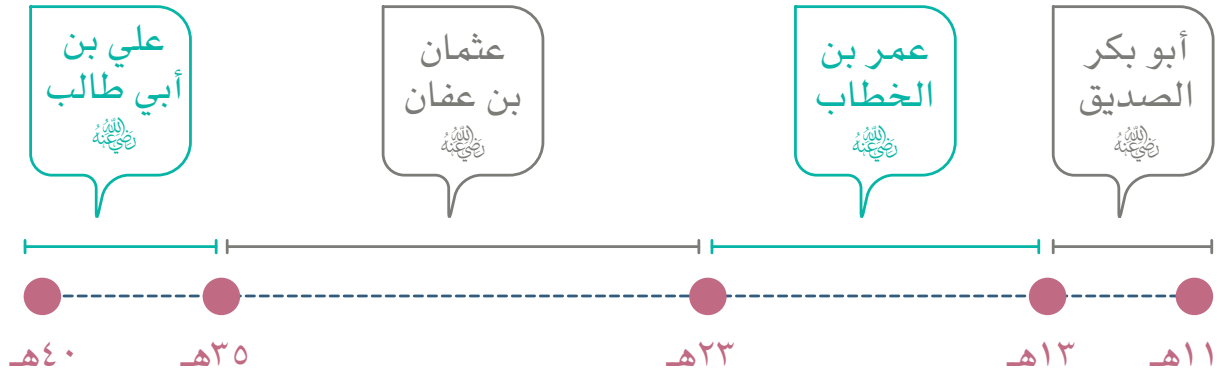 أبو بكر
الصديق
رضي الله عنه
عمر بن
الخطاب
رضي الله عنه
عثمان
بن عفان
رضي الله عنه
علي بن
أبي طالب
رضي الله عنه
١١هـ
١٣هـ
٢٣هـ
٣٥هـ
٤٠هـ